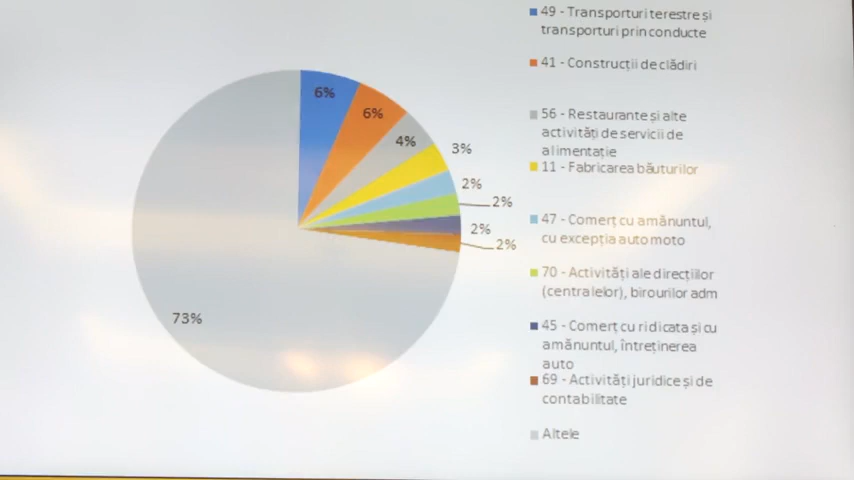 49 - Transporturi terestre și
transporturi prin conducte
41 - Construcții de clădiri
56 - Restaurante și alte
activități de servicii de
alimentație
11 - Fabricarea băuturilor
47 - Comerț cu amănuntul,
cu excepția auto moto
70 - Activități ale direcțiilor
(centralelor), birourilor adm
45 - Comerț cu ridicata și cu
amănuntul, întreținerea
auto
69 - Activități juridice și de
contabilitate
Altele
6%
6%
4%
3%
2%
2%
2%
2%
73%